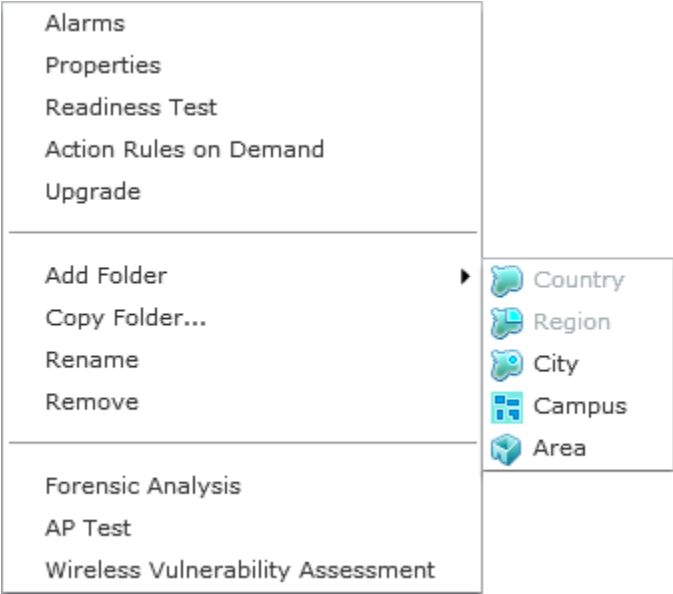 Alarms
Properties
Readiness Test
Action Rules on Demand
Upgrade
Add Folder
Copy Folder...
Rename
Remove
Forensic Analysis
AP Test
Wireless Vulnerability Assessment
Country
Region
City
Campus
Area